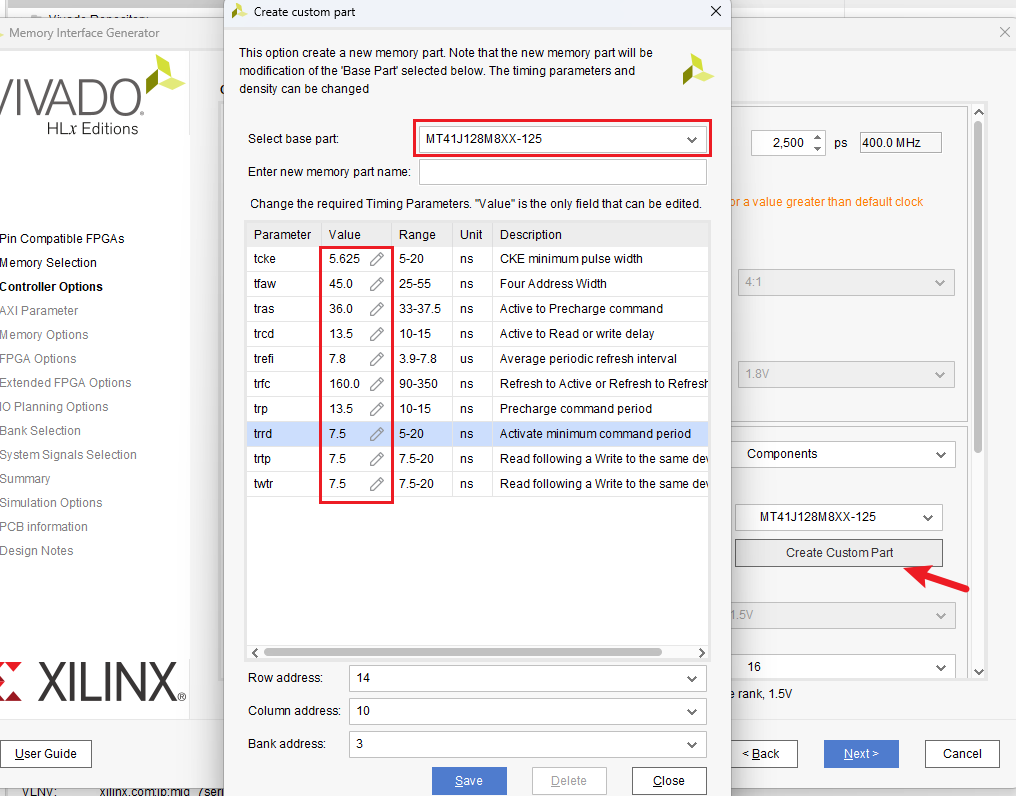 Vivado Repository
Memory Interface Generator
VIVADO
HLx Editions
Pin Compatible FPGAs
Memory Selection
Controller Options
AXI Parameter
Memory Options
FPGA Options
Extended FPGA Options
IO Planning Options
Bank Selection
System Signals Selection
Summary
Simulation Options
PCB information
Design Notes
XILINX®
User Guide
VLNV: xilinx.com:ip:mig_7seri
Create custom part
This option create a new memory part. Note that the new memory part will be
modification of the 'Base Part' selected below. The timing parameters and
density can be changed
Select base part: MT41J128M8XX-125
Enter new memory part name:
Change the required Timing Parameters. "Value" is the only field that can be edited.
Parameter Value Range Unit Description
tcke 5.625 5-20 ns CKE minimum pulse width
tfaw 45.0 25-55 ns Four Address Width
tras 36.0 33-37.5 ns Active to Precharge command
trcd 13.5 10-15 ns Active to Read or write delay
trefi 7.8 3.9-7.8 us Average periodic refresh interval
trfc 160.0 90-350 ns Refresh to Active or Refresh to Refresh
trp 13.5 10-15 ns Precharge command period
trrd 7.5 5-20 ns Activate minimum command period
trtp 7.5 7.5-20 ns Read following a Write to the same dev
twtr 7.5 7.5-20 ns Read following a Write to the same dev
Row address: 14
Column address: 10
Bank address: 3
Save Delete Close
2,500 ps 400.0 MHz
or a value greater than default clock
4:1
1.8V
Components
MT41J128M8XX-125
Create Custom Part
1.5V
16
e rank, 1.5V
< Back Next > Cancel